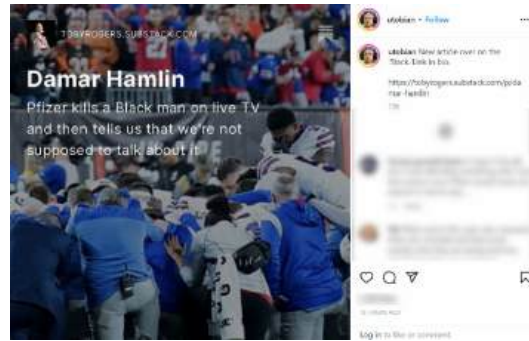 TOBYROGERS.SUBSTACK.COM
Damar Hamlin
Pfizer kills a Black man on live TV
and then tells us that we're not
supposed to talk about it
utobian • Follow
utobian New article over on the
'Stack. Link in bio.
https://tobyrogers.substack.com/p/da
mar-hamlin
Log in to like or comment.